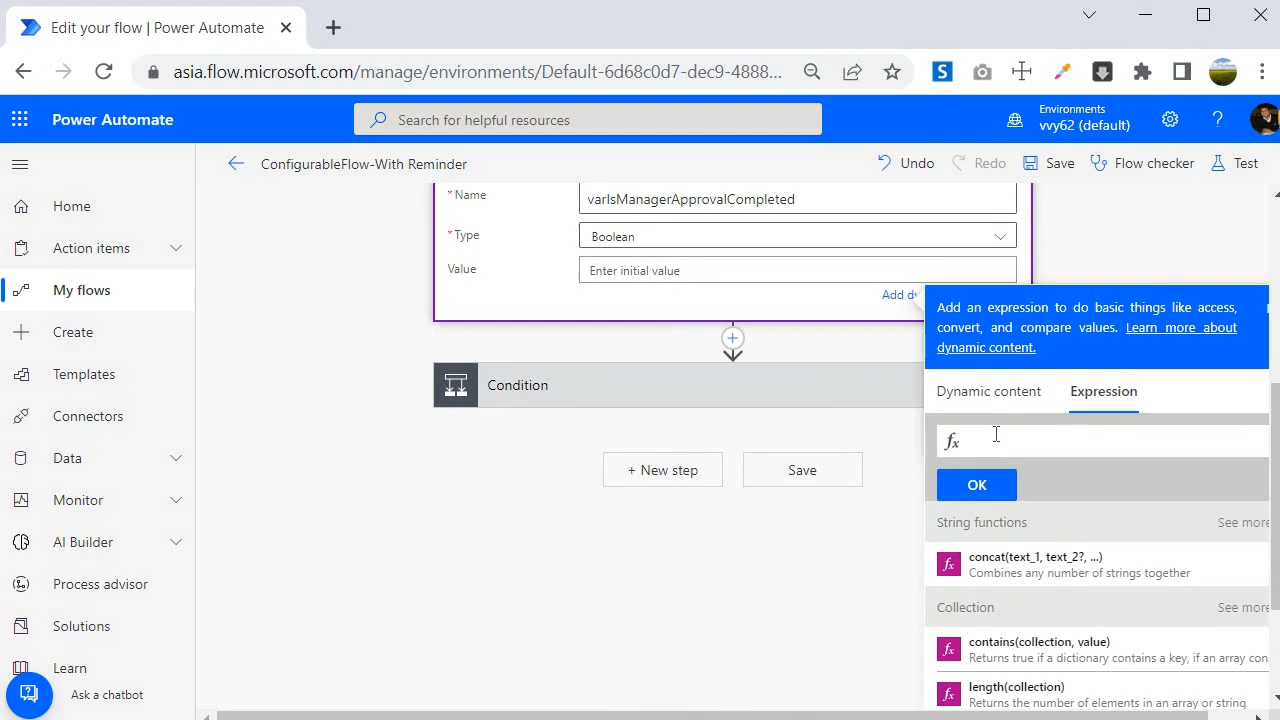 Edit your flow | Power Automate
asia.flow.microsoft.com/manage/environments/Default-6d68c0d7-dec9-4888...
Power Automate
Search for helpful resources
Environments
vvy62 (default)
ConfigurableFlow-With Reminder
Undo
Redo
Save
Flow checker
Test
Home
Action items
My flows
Create
Templates
Connectors
Data
Monitor
AI Builder
Process advisor
Solutions
Learn
Ask a chatbot
* Name
varIsManagerApprovalCompleted
* Type
Boolean
Value
Enter initial value
Add dy
Condition
+ New step
Save
Add an expression to do basic things like access,
convert, and compare values. Learn more about
dynamic content.
Dynamic content
Expression
fx
OK
String functions
See more
fx
concat(text_1, text_2?, ...)
Combines any number of strings together
Collection
See more
fx
contains(collection, value)
Returns true if a dictionary contains a key, if an array con...
fx
length(collection)
Returns the number of elements in an array or string